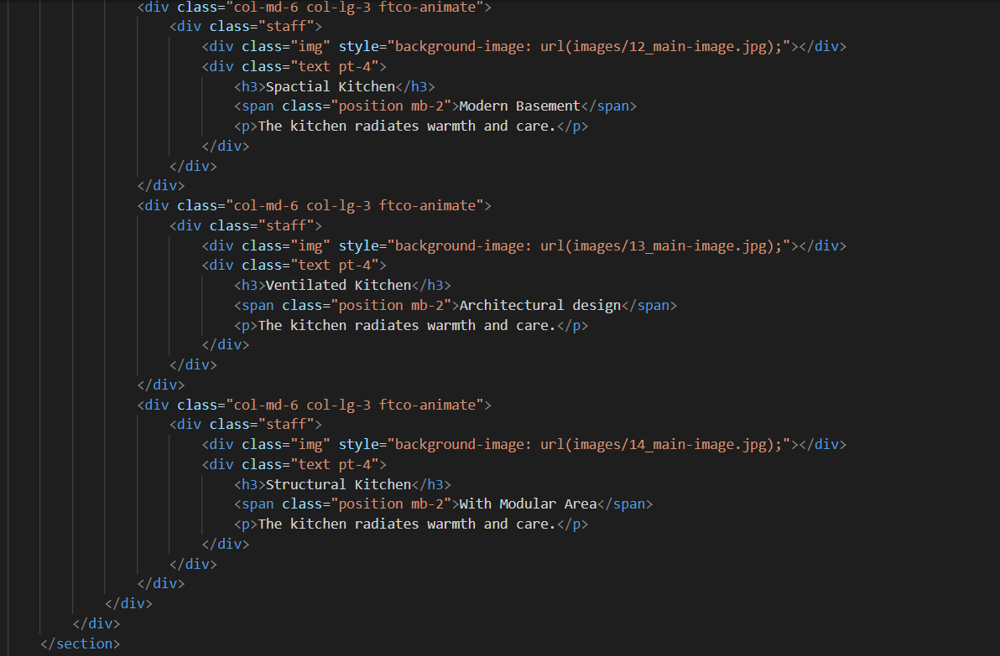 <div class="col-md-6 col-lg-3 ftco-animate">
<div class="staff">
<div class="img" style="background-image: url(images/12_main-image.jpg);"></div>
<div class="text pt-4">
<h3>Spactial Kitchen</h3>
<span class="position mb-2">Modern Basement</span>
<p>The kitchen radiates warmth and care.</p>
</div>
</div>
</div>
<div class="col-md-6 col-lg-3 ftco-animate">
<div class="staff">
<div class="img" style="background-image: url(images/13_main-image.jpg);"></div>
<div class="text pt-4">
<h3>Ventilated Kitchen</h3>
<span class="position mb-2">Architectural design</span>
<p>The kitchen radiates warmth and care.</p>
</div>
</div>
</div>
<div class="col-md-6 col-lg-3 ftco-animate">
<div class="staff">
<div class="img" style="background-image: url(images/14_main-image.jpg);"></div>
<div class="text pt-4">
<h3>Structural Kitchen</h3>
<span class="position mb-2">With Modular Area</span>
<p>The kitchen radiates warmth and care.</p>
</div>
</div>
</div>
</div>
</div>
</section>